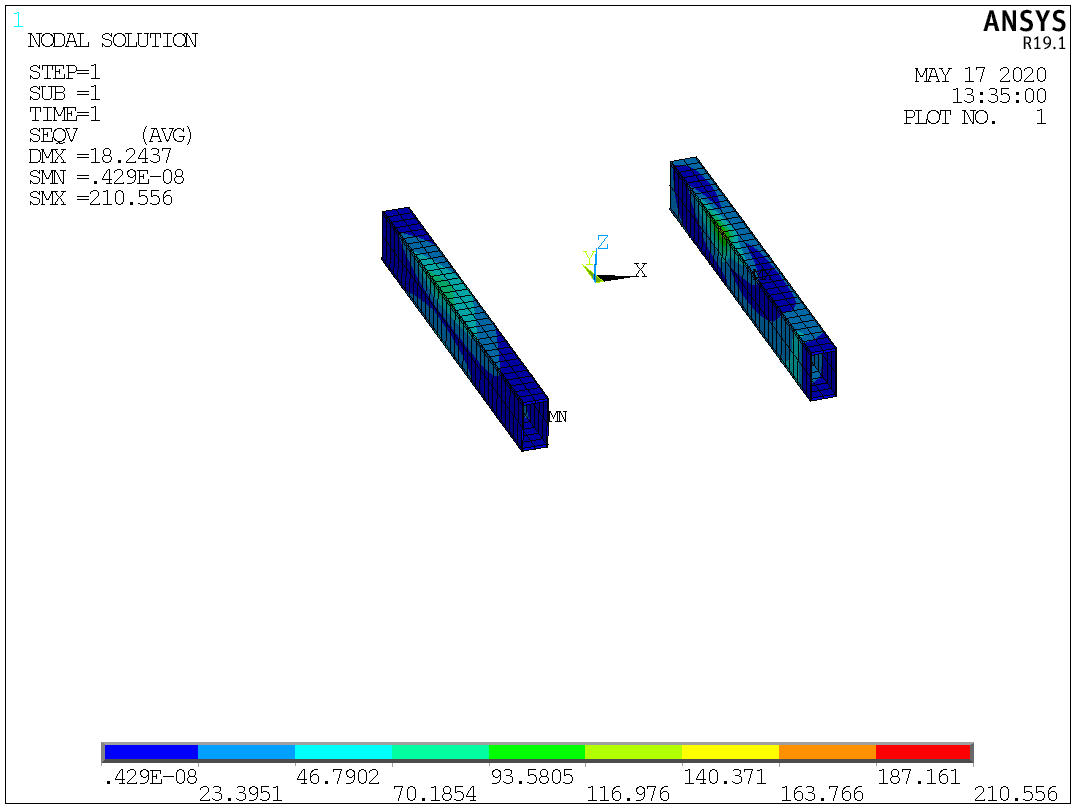 1
ANSYS
R19.1
NODAL SOLUTION
STEP=1
SUB =1
TIME=1
SEQV     (AVG)
DMX =18.2437
SMN =.429E-08
SMX =210.556
MAY 17 2020
13:35:00
PLOT NO.   1
Z
Y
X
MN
.429E-08 46.7902 93.5805 140.371 187.161
23.3951 70.1854 116.976 163.766 210.556